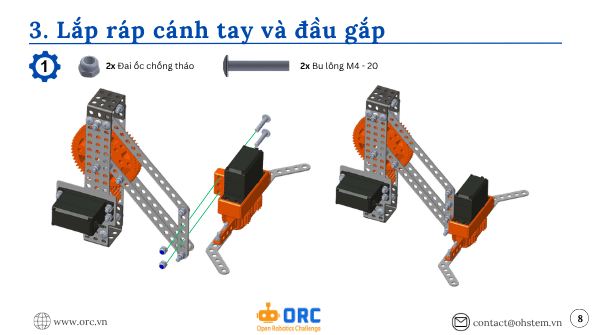 3. Lắp ráp cánh tay và đầu gắp
1
2x Đai ốc chống tháo
2x Bu lông M4 - 20
www.orc.vn
ORC
Open Robotics Challenge
contact@ohstem.vn
8